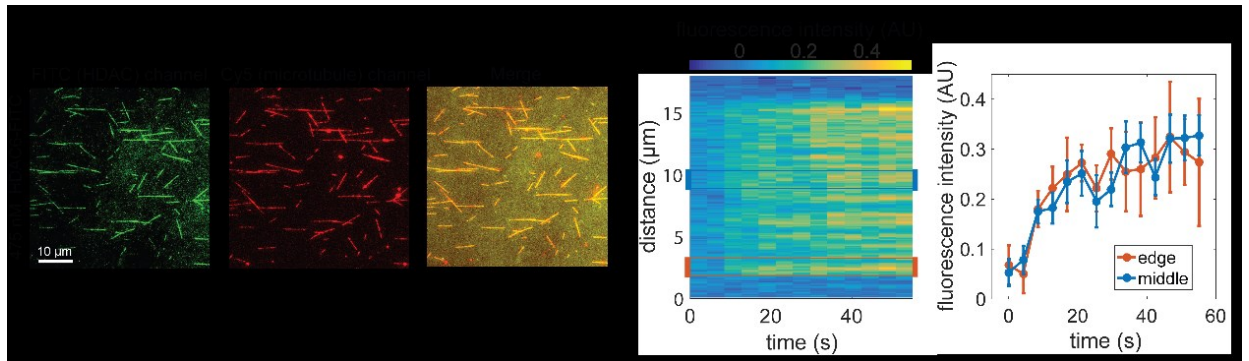 fluorescence intensity (AU)
0 0.2 0.4
FITC (HDAC) channel
Cy5 (microtubule) channel
Merge
10 µm
distance (µm)
15
10
5
0
0 20 40
time (s)
fluorescence intensity (AU)
0.4
0.3
0.2
0.1
0
edge
middle
0 20 40 60
time (s)